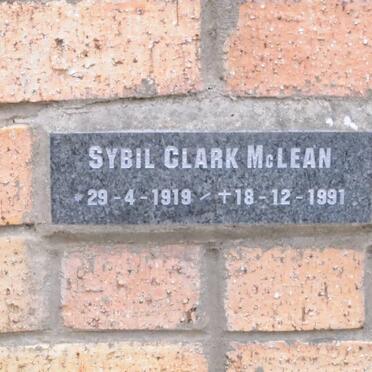 SYBIL CLARK McLEAN
* 29 - 4 - 1919 / + 18 - 12 - 1991